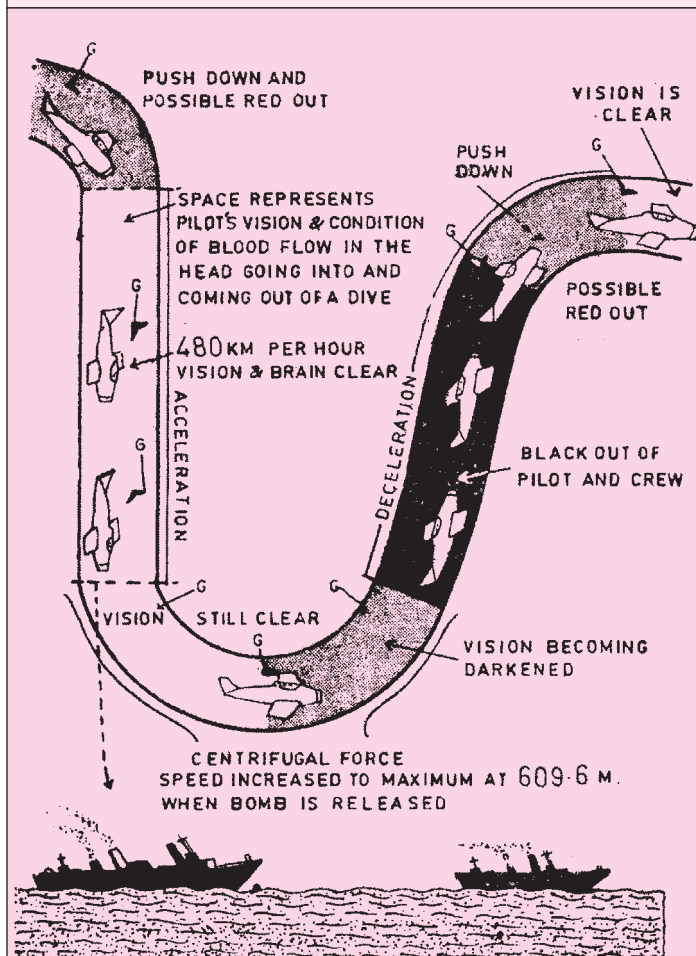 G
PUSH DOWN AND
POSSIBLE RED OUT
VISION IS
CLEAR
G
PUSH
DOWN
SPACE REPRESENTS
PILOT'S VISION & CONDITION
OF BLOOD FLOW IN THE
HEAD GOING INTO AND
COMING OUT OF A DIVE
G
POSSIBLE
RED OUT
G
480 KM PER HOUR
VISION & BRAIN CLEAR
ACCELERATION
DECELERATION
G
BLACK OUT OF
PILOT AND CREW
G
G
VISION STILL CLEAR
G
VISION BECOMING
DARKENED
CENTRIFUGAL FORCE
SPEED INCREASED TO MAXIMUM AT 609·6 M.
WHEN BOMB IS RELEASED